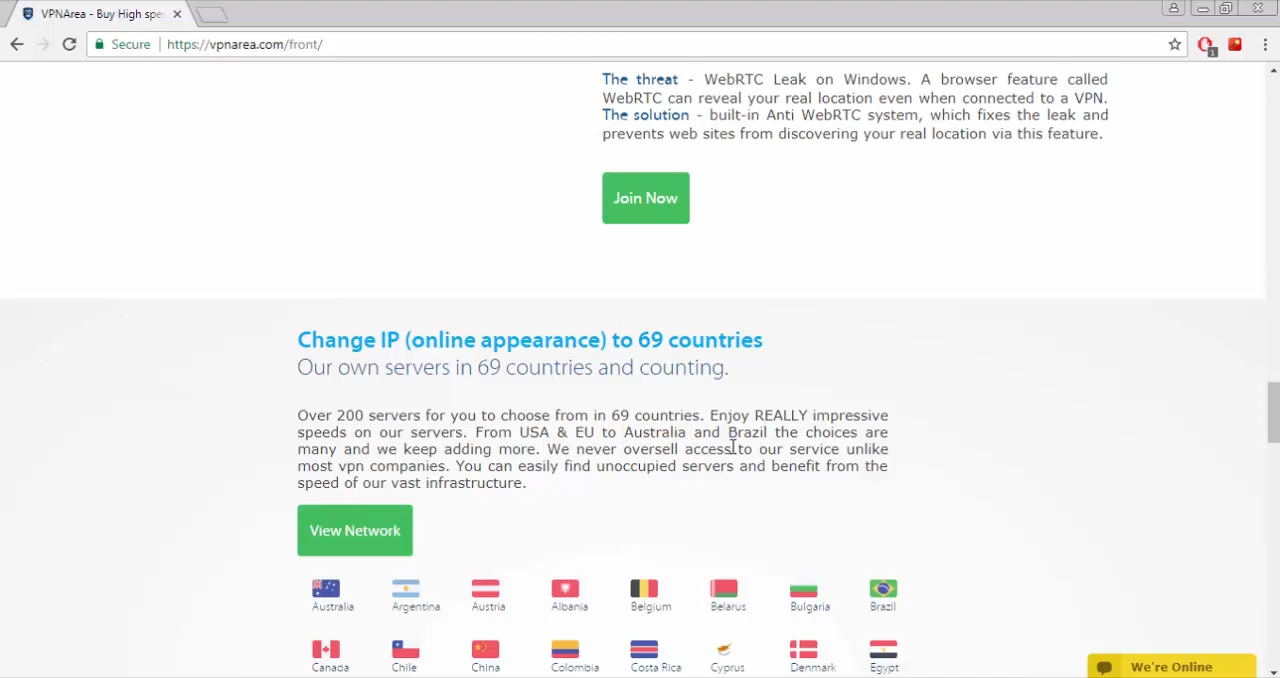 VPNArea - Buy High spe
Secure
https://vpnarea.com/front/
1
The threat - WebRTC Leak on Windows. A browser feature called
WebRTC can reveal your real location even when connected to a VPN.
The solution - built-in Anti WebRTC system, which fixes the leak and
prevents web sites from discovering your real location via this feature.
Join Now
Change IP (online appearance) to 69 countries
Our own servers in 69 countries and counting.
Over 200 servers for you to choose from in 69 countries. Enjoy REALLY impressive
speeds on our servers. From USA & EU to Australia and Brazil the choices are
many and we keep adding more. We never oversell access to our service unlike
most vpn companies. You can easily find unoccupied servers and benefit from the
speed of our vast infrastructure.
View Network
Australia Argentina Austria Albania Belgium Belarus Bulgaria Brazil
Canada Chile China Colombia Costa Rica Cyprus Denmark Egypt
We're Online